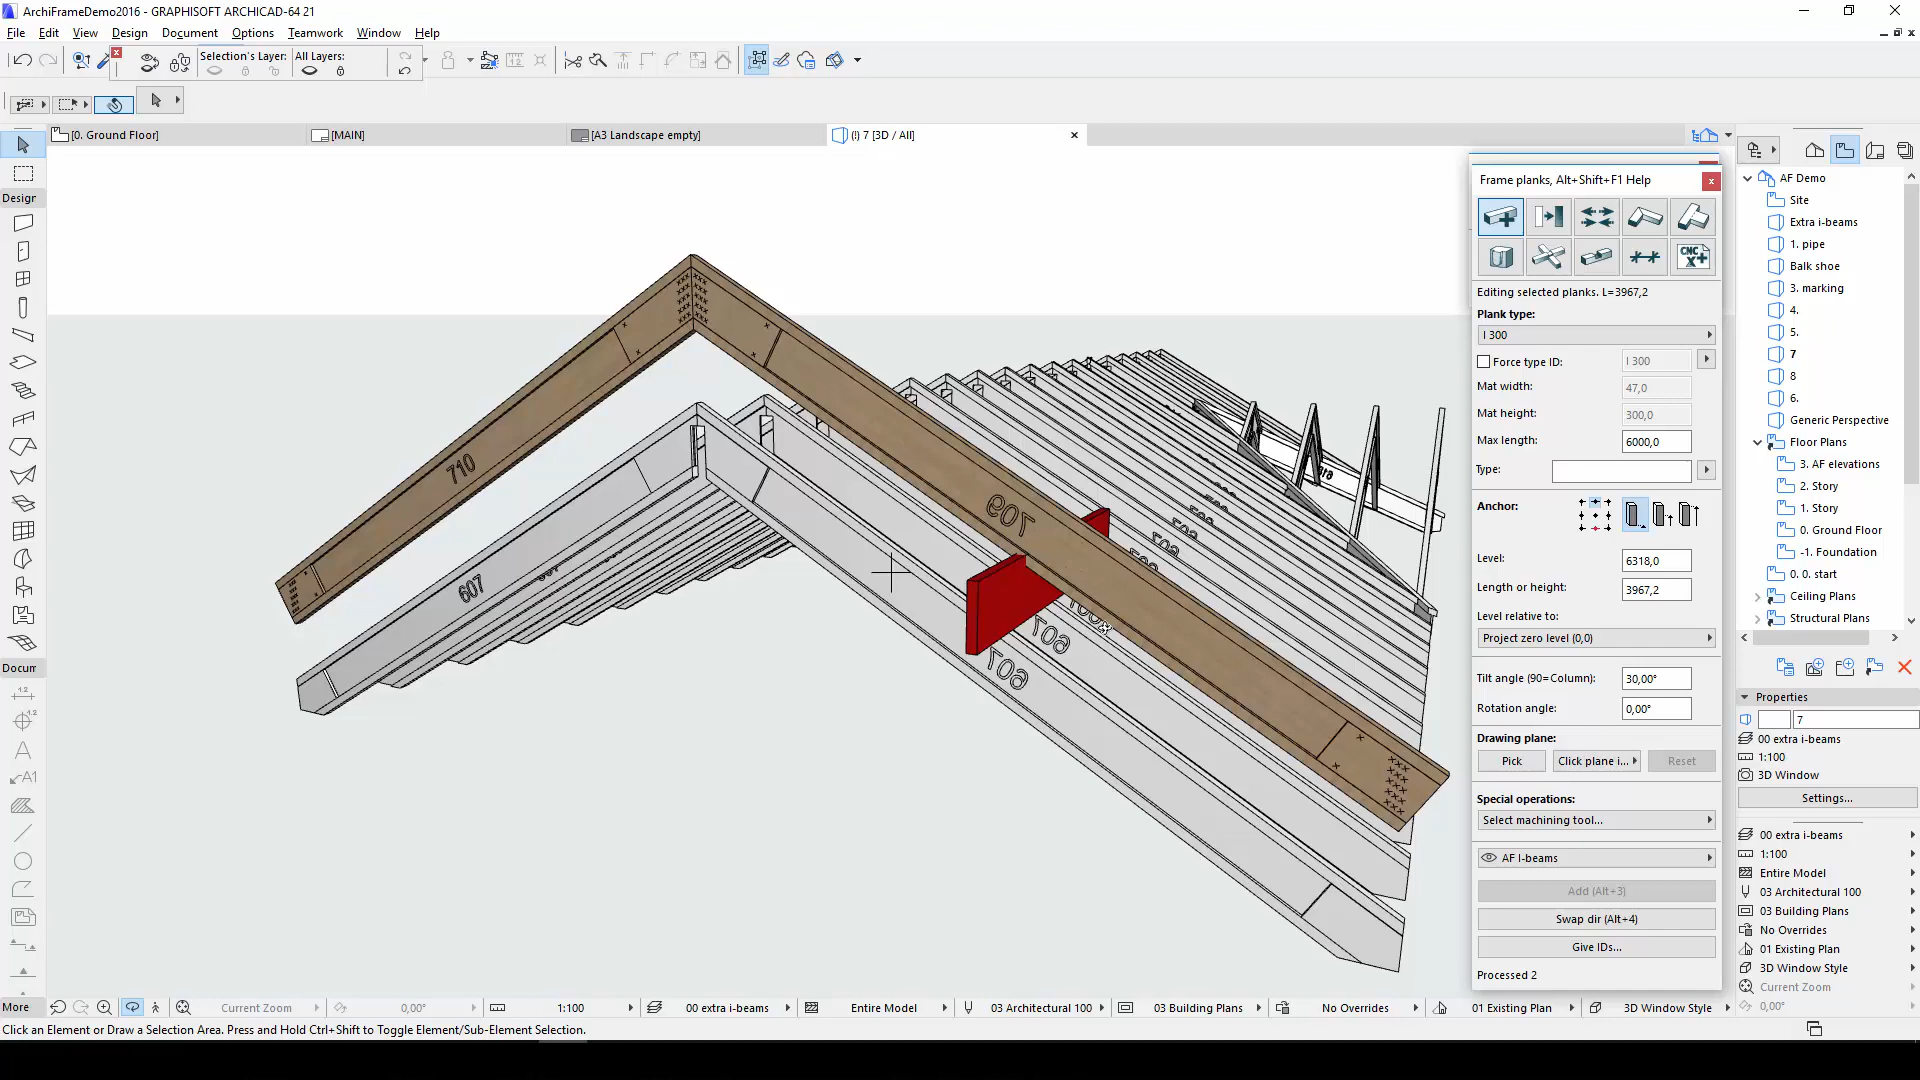 ArchiFrameDemo2016 - GRAPHISOFT ARCHICAD-64 21
File Edit View Design Document Options Teamwork Window Help
Selection's Layer: All Layers:
[0. Ground Floor] [MAIN] [A3 Landscape empty] (!) 7 [3D / All]
Design
Docum
More
Frame planks, Alt+Shift+F1 Help
CNC
Editing selected planks. L=3967,2
Plank type:
I 300
Force type ID: I 300
Mat width: 47,0
Mat height: 300,0
Max length: 6000,0
Type:
Anchor:
Level: 6318,0
Length or height: 3967,2
Level relative to:
Project zero level (0,0)
Tilt angle (90=Column): 30,00°
Rotation angle: 0,00°
Drawing plane:
Pick Click plane i... Reset
Special operations:
Select machining tool...
AF I-beams
Add (Alt+3)
Swap dir (Alt+4)
Give IDs...
Processed 2
AF Demo
Site
Extra i-beams
1. pipe
Balk shoe
3. marking
4.
5.
7
8
6.
Generic Perspective
Floor Plans
3. AF elevations
2. Story
1. Story
0. Ground Floor
-1. Foundation
0. 0. start
Ceiling Plans
Structural Plans
Properties
7
00 extra i-beams
1:100
3D Window
Settings...
00 extra i-beams
1:100
Entire Model
03 Architectural 100
03 Building Plans
No Overrides
01 Existing Plan
3D Window Style
Current Zoom
0,00°
710
709
607
609
607
607
Current Zoom 0,00° 1:100 00 extra i-beams Entire Model 03 Architectural 100 03 Building Plans No Overrides 01 Existing Plan 3D Window Style
Click an Element or Draw a Selection Area. Press and Hold Ctrl+Shift to Toggle Element/Sub-Element Selection.